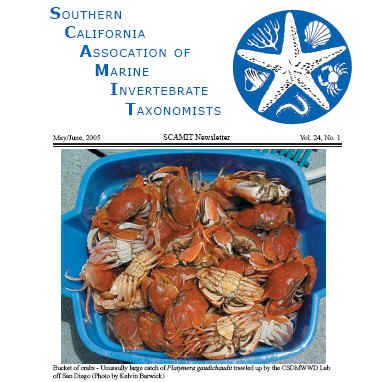 SOUTHERN
CALIFORNIA
ASSOCATION OF
MARINE
INVERTEBRATE
TAXONOMISTS
May/June, 2005 SCAMIT Newsletter Vol. 24, No. 1
Bucket of crabs - Unusually large catch of Platymera gaudichaudii trawled up by the CSDMWWD Lab
off San Diego (Photo by Kelvin Barwick)